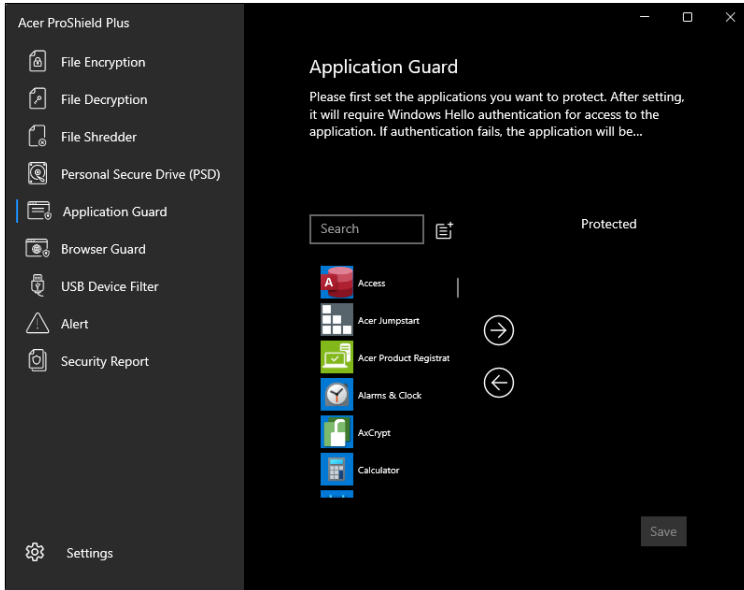 Acer ProShield Plus
File Encryption
File Decryption
File Shredder
Personal Secure Drive (PSD)
Application Guard
Browser Guard
USB Device Filter
Alert
Security Report
Settings
Application Guard
Please first set the applications you want to protect. After setting,
it will require Windows Hello authentication for access to the
application. If authentication fails, the application will be...
Search
Protected
A
Access
Acer Jumpstart
Acer Product Registrat
Alarms & Clock
AxCrypt
Calculator
Save